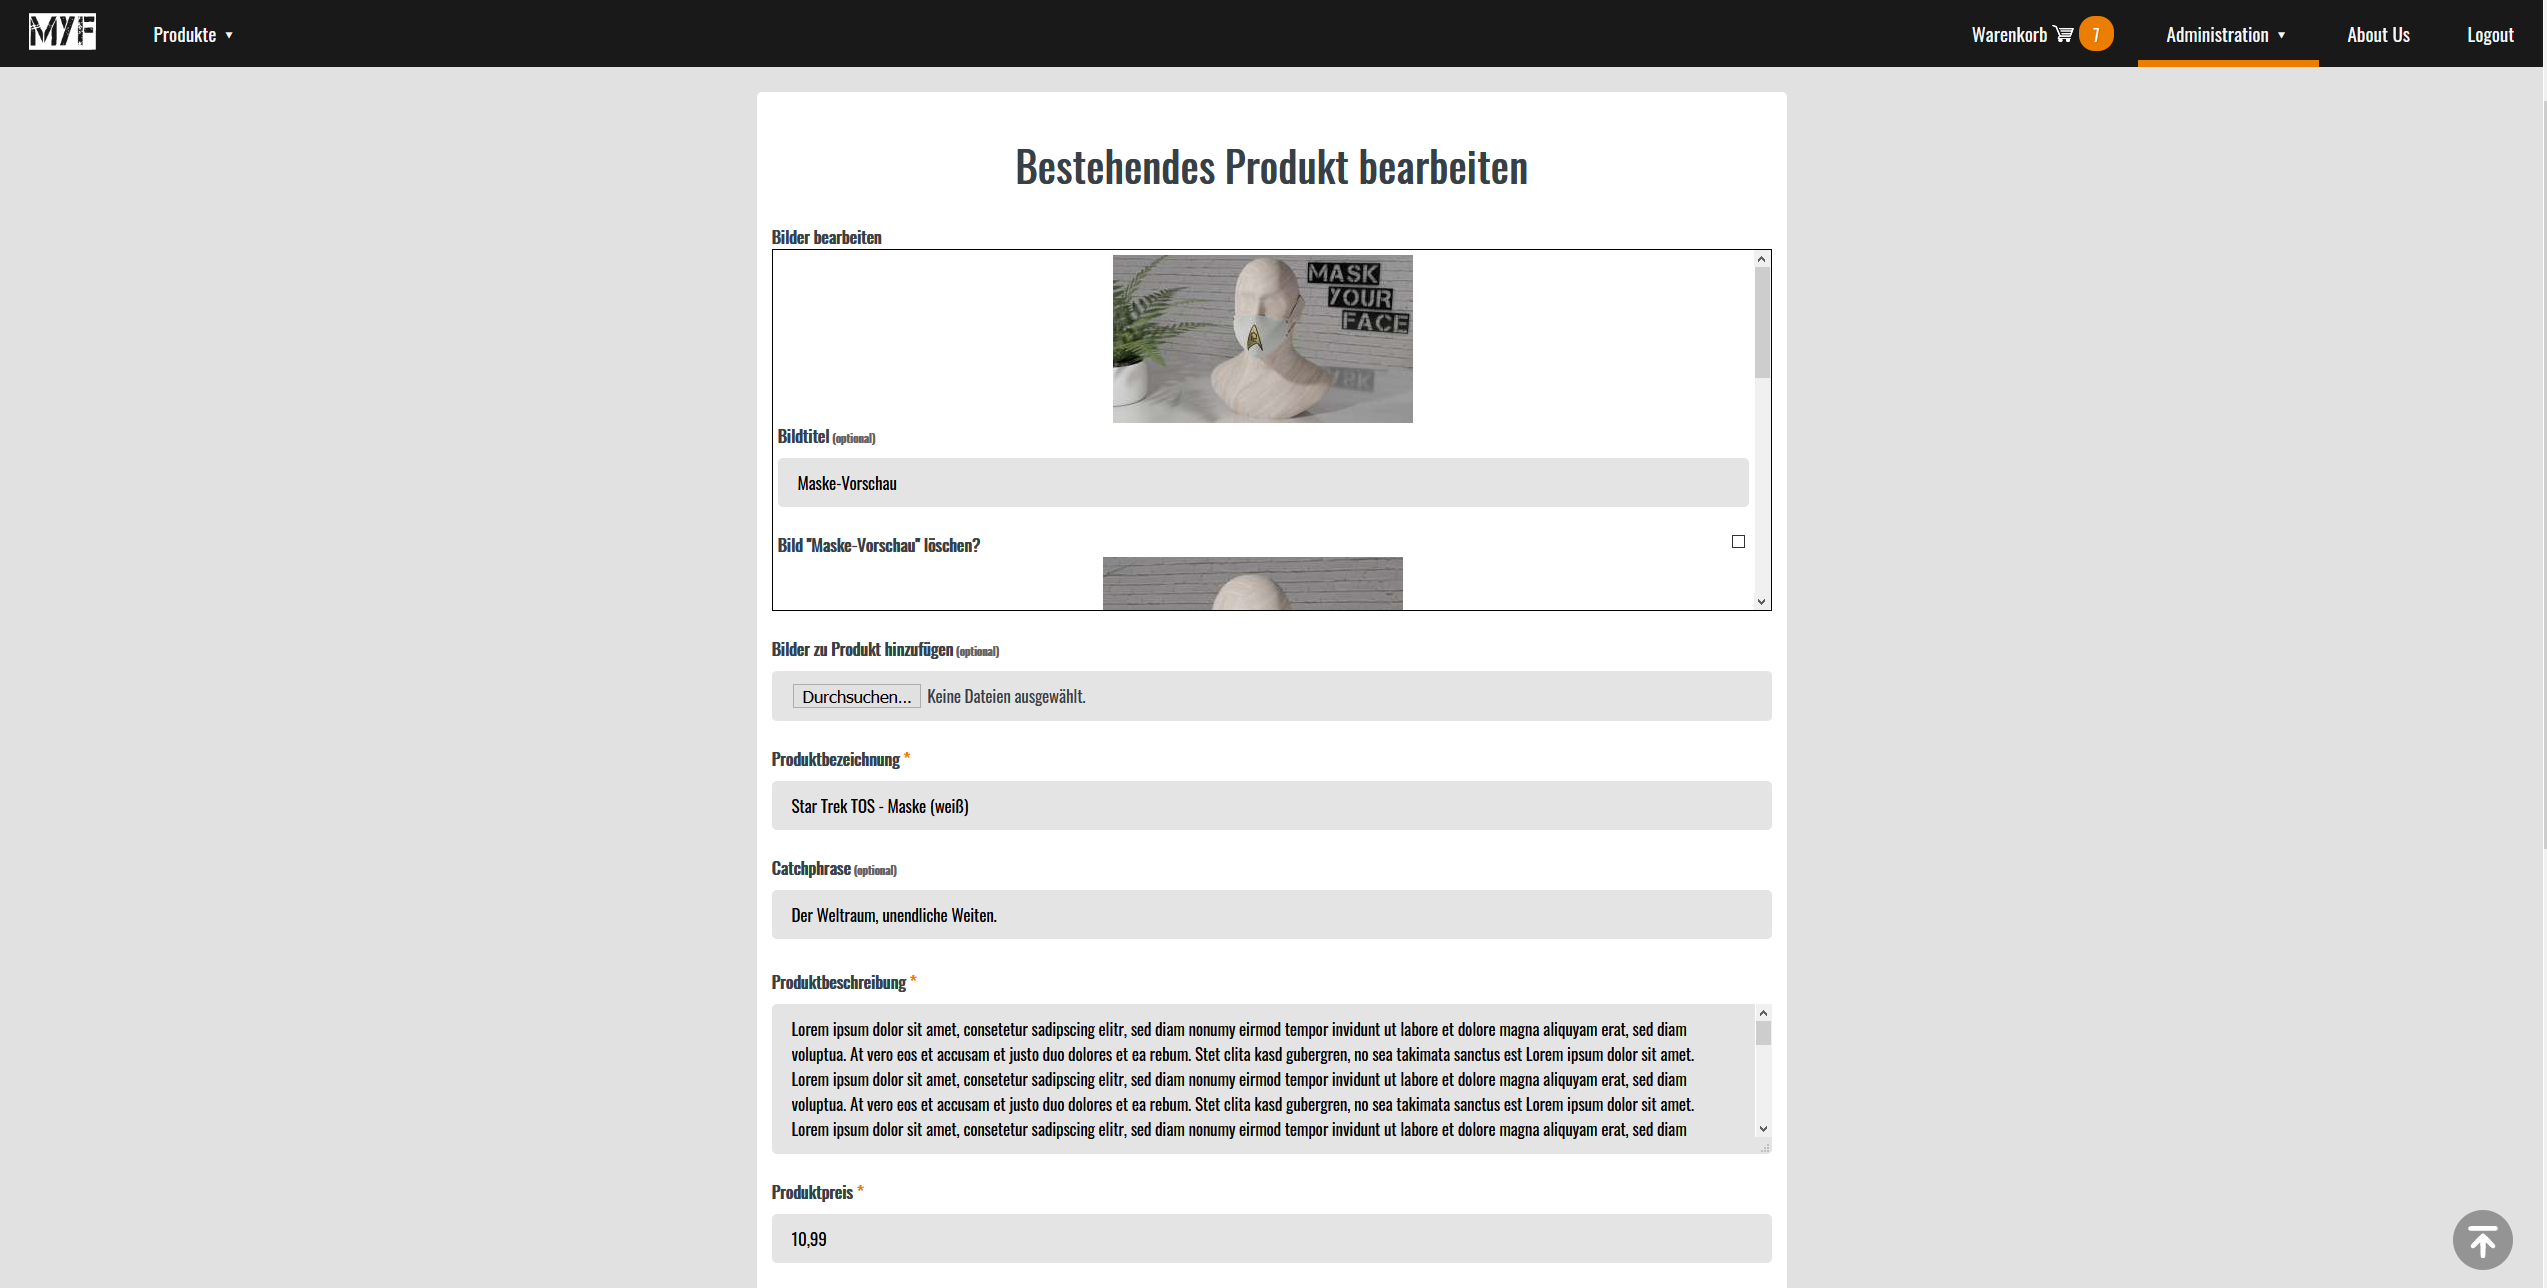 MYF
Produkte ▼
Warenkorb 7
Administration ▼
About Us
Logout
Bestehendes Produkt bearbeiten
Bilder bearbeiten
MASK
YOUR
FACE
Bildtitel (optional)
Maske-Vorschau
Bild "Maske-Vorschau" löschen?
Bilder zu Produkt hinzufügen (optional)
Durchsuchen... Keine Dateien ausgewählt.
Produktbezeichnung *
Star Trek TOS - Maske (weiß)
Catchphrase (optional)
Der Weltraum, unendliche Weiten.
Produktbeschreibung *
Lorem ipsum dolor sit amet, consetetur sadipscing elitr, sed diam nonumy eirmod tempor invidunt ut labore et dolore magna aliquyam erat, sed diam
voluptua. At vero eos et accusam et justo duo dolores et ea rebum. Stet clita kasd gubergren, no sea takimata sanctus est Lorem ipsum dolor sit amet.
Lorem ipsum dolor sit amet, consetetur sadipscing elitr, sed diam nonumy eirmod tempor invidunt ut labore et dolore magna aliquyam erat, sed diam
voluptua. At vero eos et accusam et justo duo dolores et ea rebum. Stet clita kasd gubergren, no sea takimata sanctus est Lorem ipsum dolor sit amet.
Lorem ipsum dolor sit amet, consetetur sadipscing elitr, sed diam nonumy eirmod tempor invidunt ut labore et dolore magna aliquyam erat, sed diam
Produktpreis *
10,99